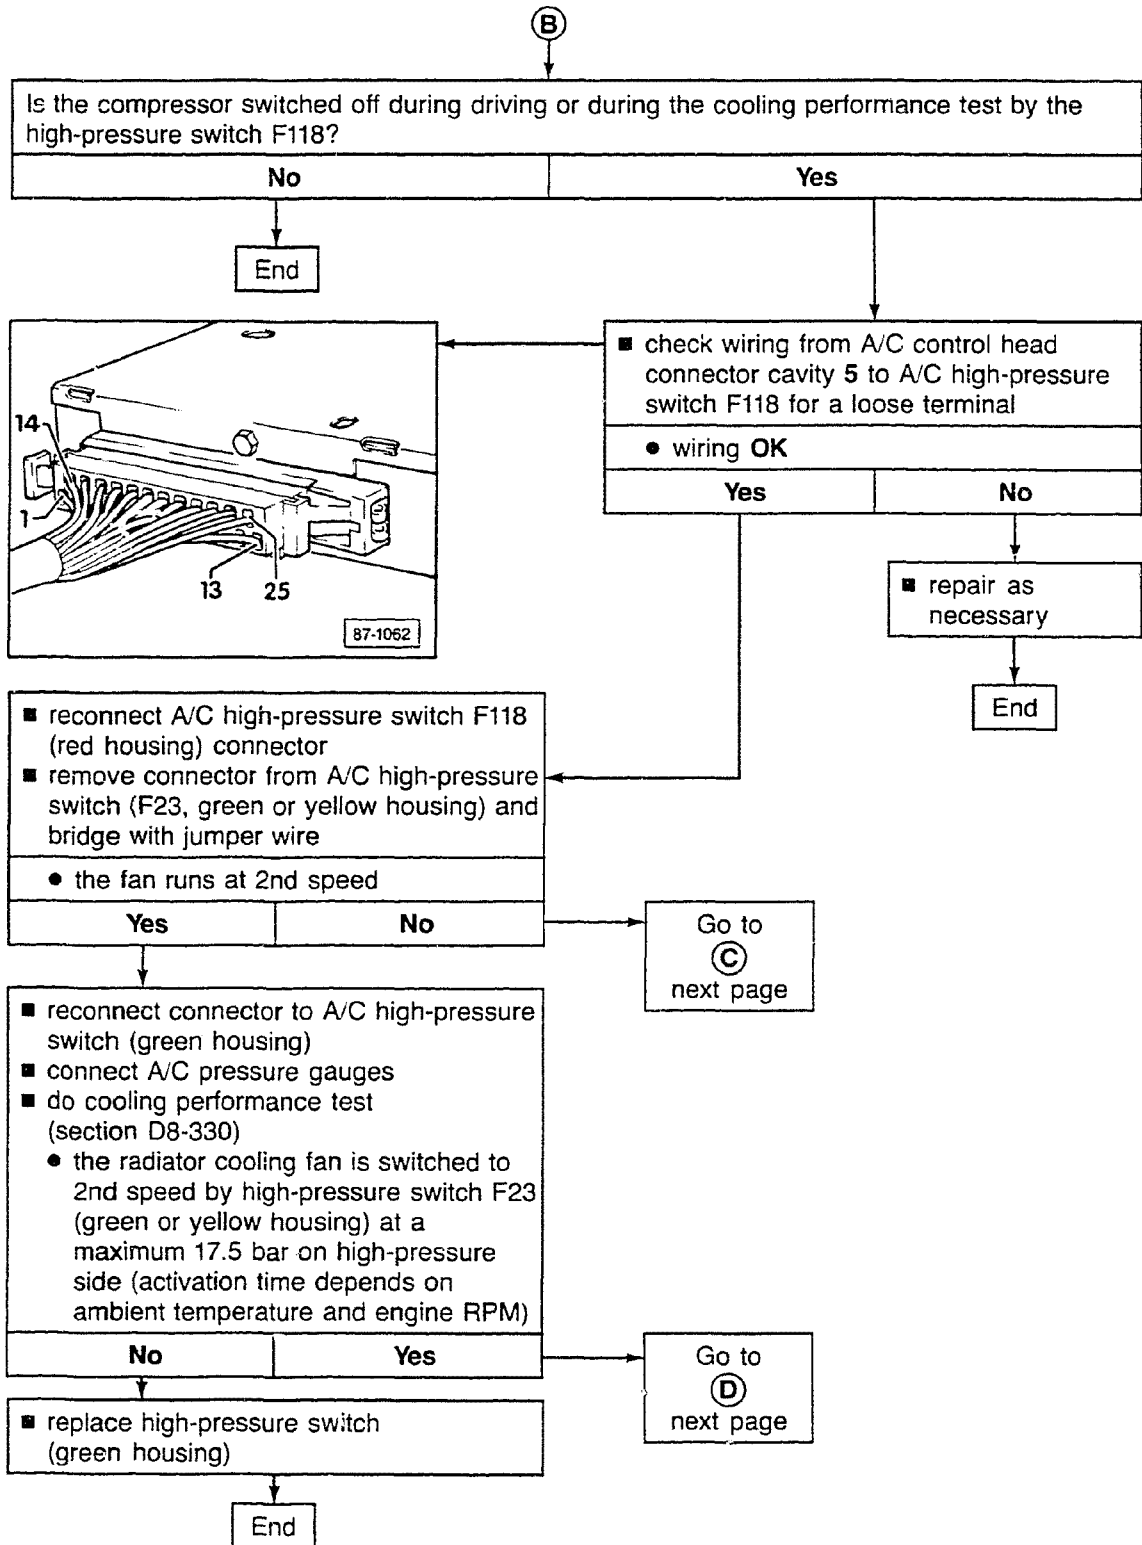 B
Is the compressor switched off during driving or during the cooling performance test by the
high-pressure switch F118?
No
Yes
End
■ check wiring from A/C control head
connector cavity 5 to A/C high-pressure
switch F118 for a loose terminal
● wiring OK
Yes
No
14
1
13
25
87-1062
■ repair as
necessary
End
■ reconnect A/C high-pressure switch F118
(red housing) connector
■ remove connector from A/C high-pressure
switch (F23, green or yellow housing) and
bridge with jumper wire
● the fan runs at 2nd speed
Yes
No
Go to
C
next page
■ reconnect connector to A/C high-pressure
switch (green housing)
■ connect A/C pressure gauges
■ do cooling performance test
(section D8-330)
● the radiator cooling fan is switched to
2nd speed by high-pressure switch F23
(green or yellow housing) at a
maximum 17.5 bar on high-pressure
side (activation time depends on
ambient temperature and engine RPM)
No
Yes
Go to
D
next page
■ replace high-pressure switch
(green housing)
End